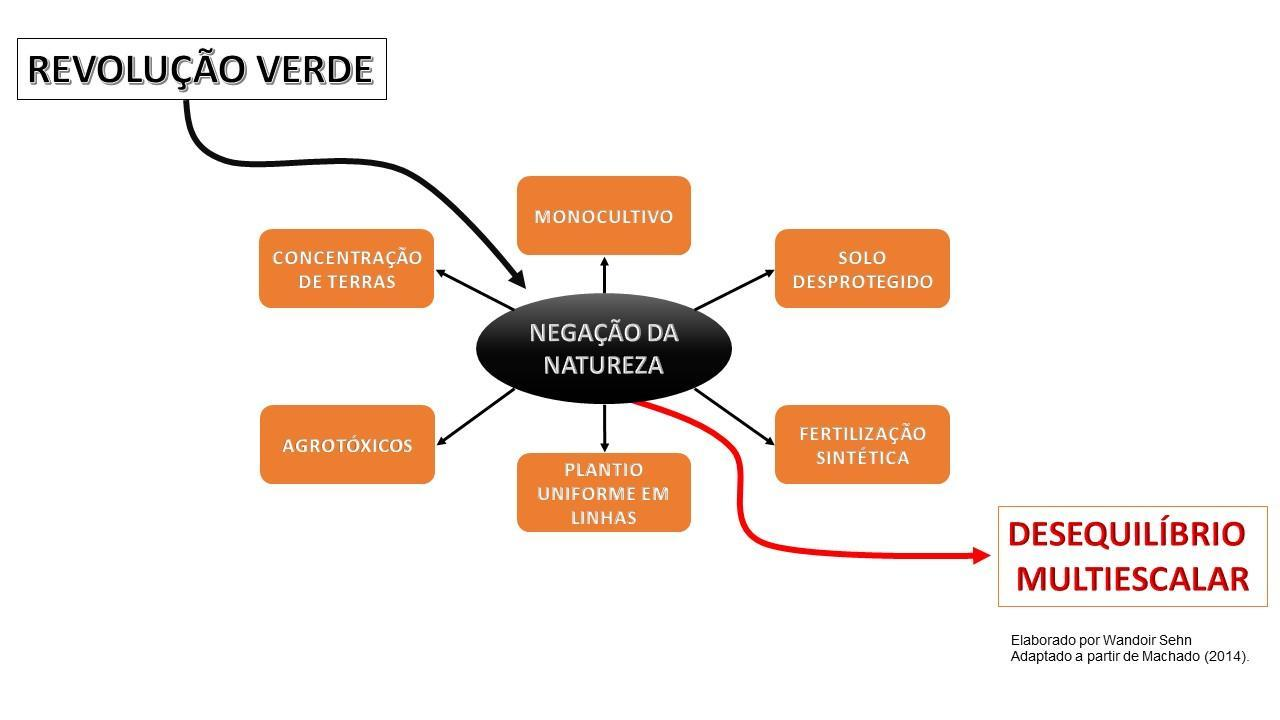 REVOLUÇÃO VERDE
MONOCULTIVO
CONCENTRAÇÃO
DE TERRAS
SOLO
DESPROTEGIDO
NEGAÇÃO DA
NATUREZA
AGROTÓXICOS
FERTILIZAÇÃO
SINTÉTICA
PLANTIO
UNIFORME EM
LINHAS
DESEQUILÍBRIO
MULTIESCALAR
Elaborado por Wandoir Sehn
Adaptado a partir de Machado (2014).